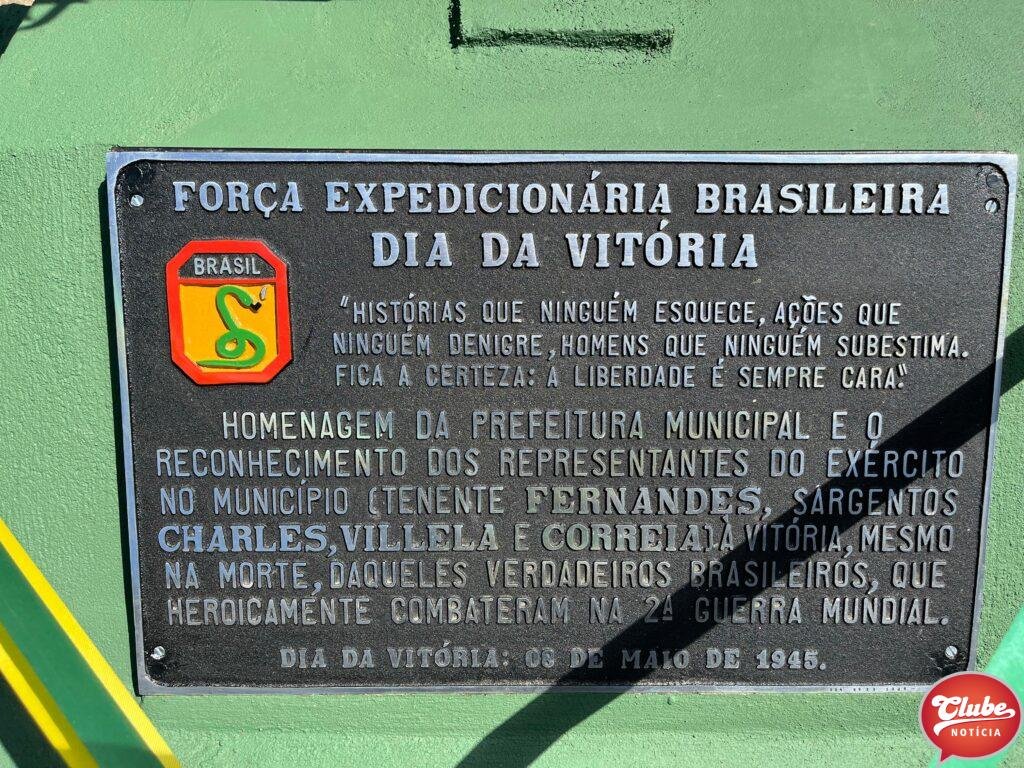 FORÇA EXPEDICIONÁRIA BRASILEIRA
DIA DA VITÓRIA
BRASIL
"HISTÓRIAS QUE NINGUÉM ESQUECE, AÇÕES QUE
NINGUÉM DENIGRE, HOMENS QUE NINGUÉM SUBESTIMA.
FICA A CERTEZA: A LIBERDADE É SEMPRE CARA."
HOMENAGEM DA PREFEITURA MUNICIPAL E O
RECONHECIMENTO DOS REPRESENTANTES DO EXÉRCITO
NO MUNICÍPIO (TENENTE FERNANDES, SARGENTOS
CHARLES, VILLELA E CORREIA) À VITÓRIA, MESMO
NA MORTE, DAQUELES VERDADEIROS BRASILEIROS, QUE
HEROICAMENTE COMBATERAM NA 2ª GUERRA MUNDIAL.
DIA DA VITÓRIA: 08 DE MAIO DE 1945.
Clube
NOTÍCIA